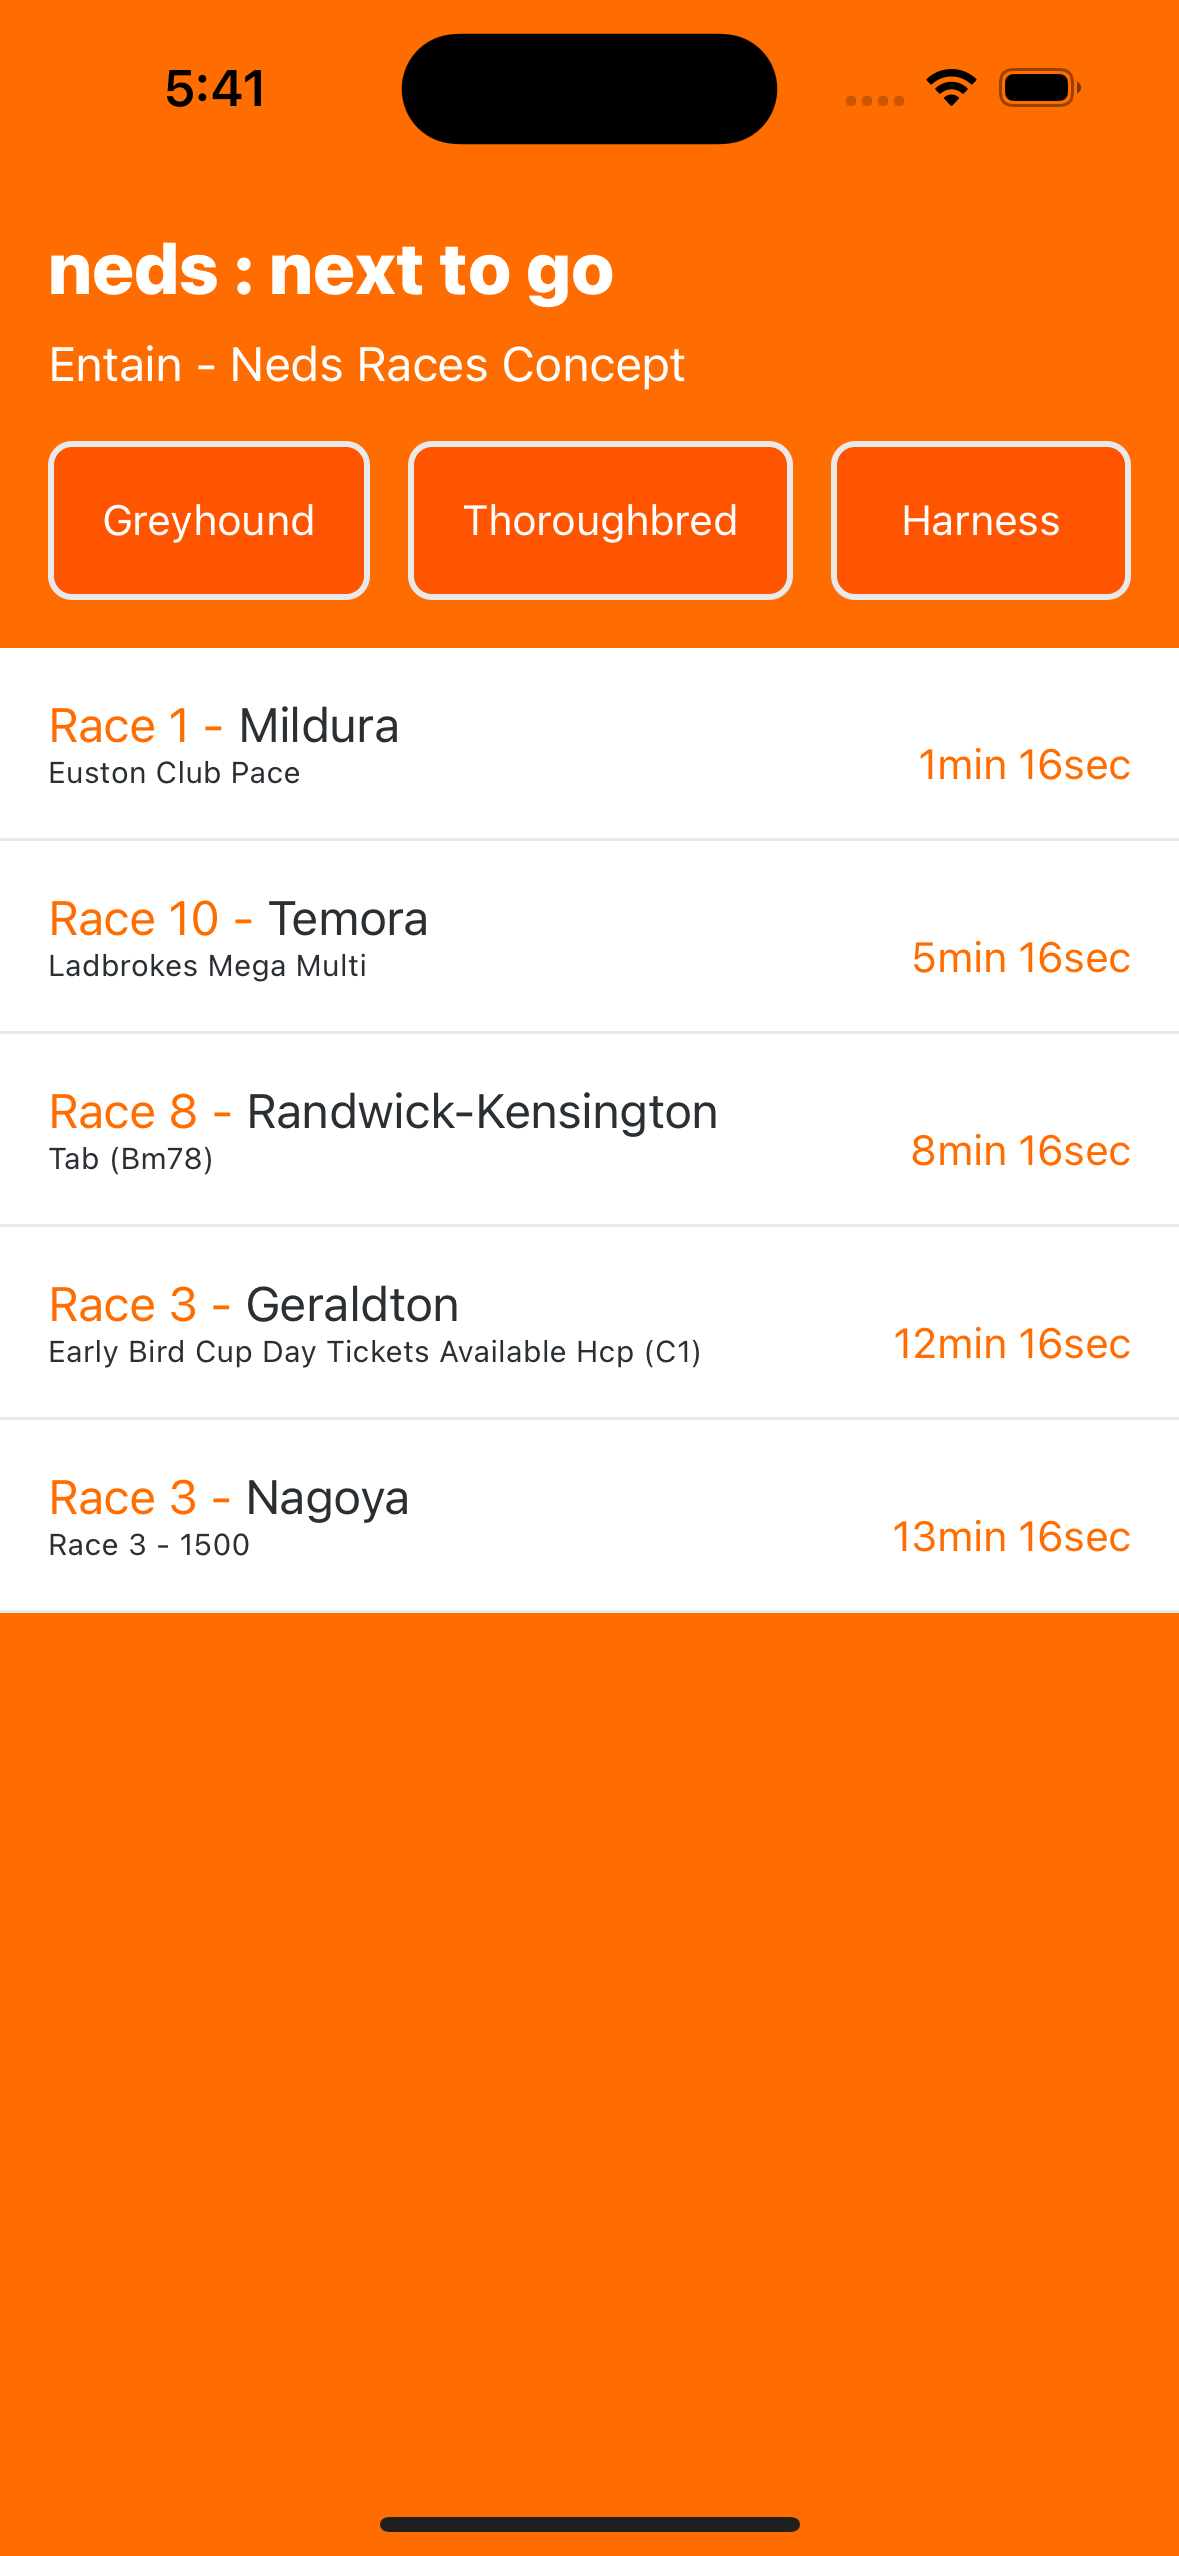 5:41
neds : next to go
Entain - Neds Races Concept
Greyhound
Thoroughbred
Harness
Race 1 - Mildura
Euston Club Pace
1min 16sec
Race 10 - Temora
Ladbrokes Mega Multi
5min 16sec
Race 8 - Randwick-Kensington
Tab (Bm78)
8min 16sec
Race 3 - Geraldton
Early Bird Cup Day Tickets Available Hcp (C1)
12min 16sec
Race 3 - Nagoya
Race 3 - 1500
13min 16sec